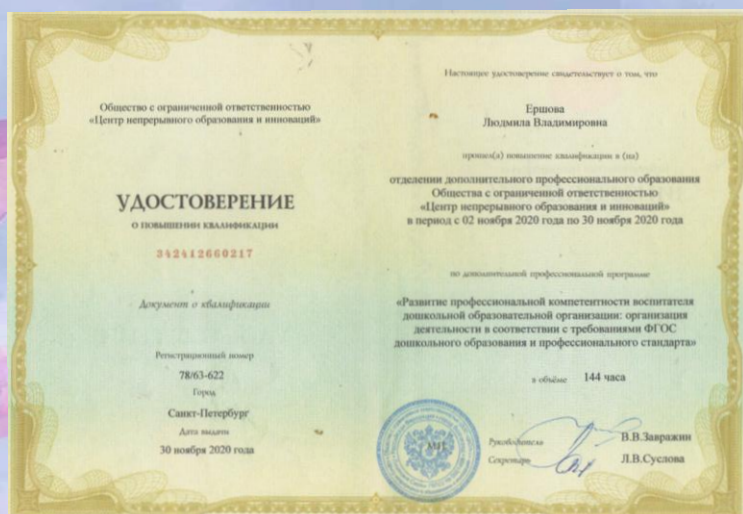 Общество с ограниченной ответственностью
«Центр непрерывного образования и инноваций»
УДОСТОВЕРЕНИЕ
О ПОВЫШЕНИИ КВАЛИФИКАЦИИ
342412660217
Документ о квалификации
Регистрационный номер
78/63-622
Город
Санкт-Петербург
Дата выдачи
30 ноября 2020 года
Настоящее удостоверение свидетельствует о том, что
Ершова
Людмила Владимировна
прошел(а) повышение квалификации в (на)
отделении дополнительного профессионального образования
Общества с ограниченной ответственностью
«Центр непрерывного образования и инноваций»
в период с 02 ноября 2020 года по 30 ноября 2020 года
по дополнительной профессиональной программе
«Развитие профессиональной компетентности воспитателя
дошкольной образовательной организации: организация
деятельности в соответствии с требованиями ФГОС
дошкольного образования и профессионального стандарта»
в объёме 144 часа
М.П.
Руководитель В.В.Завражин
Секретарь Л.В.Суслова